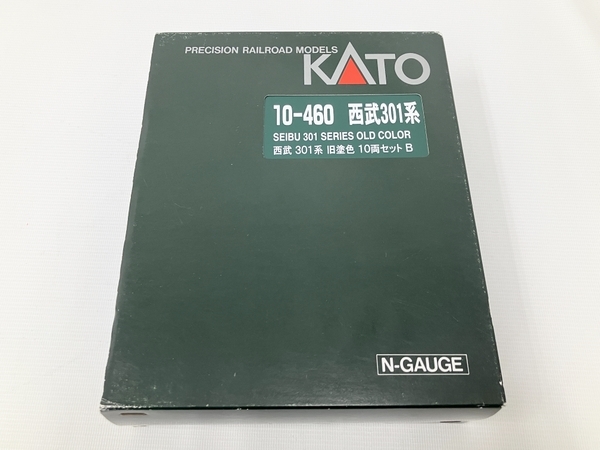 PRECISION RAILROAD MODELS
KATO
10-460 西武301系
SEIBU 301 SERIES OLD COLOR
西武 301系 旧塗色 10両セット B
N-GAUGE